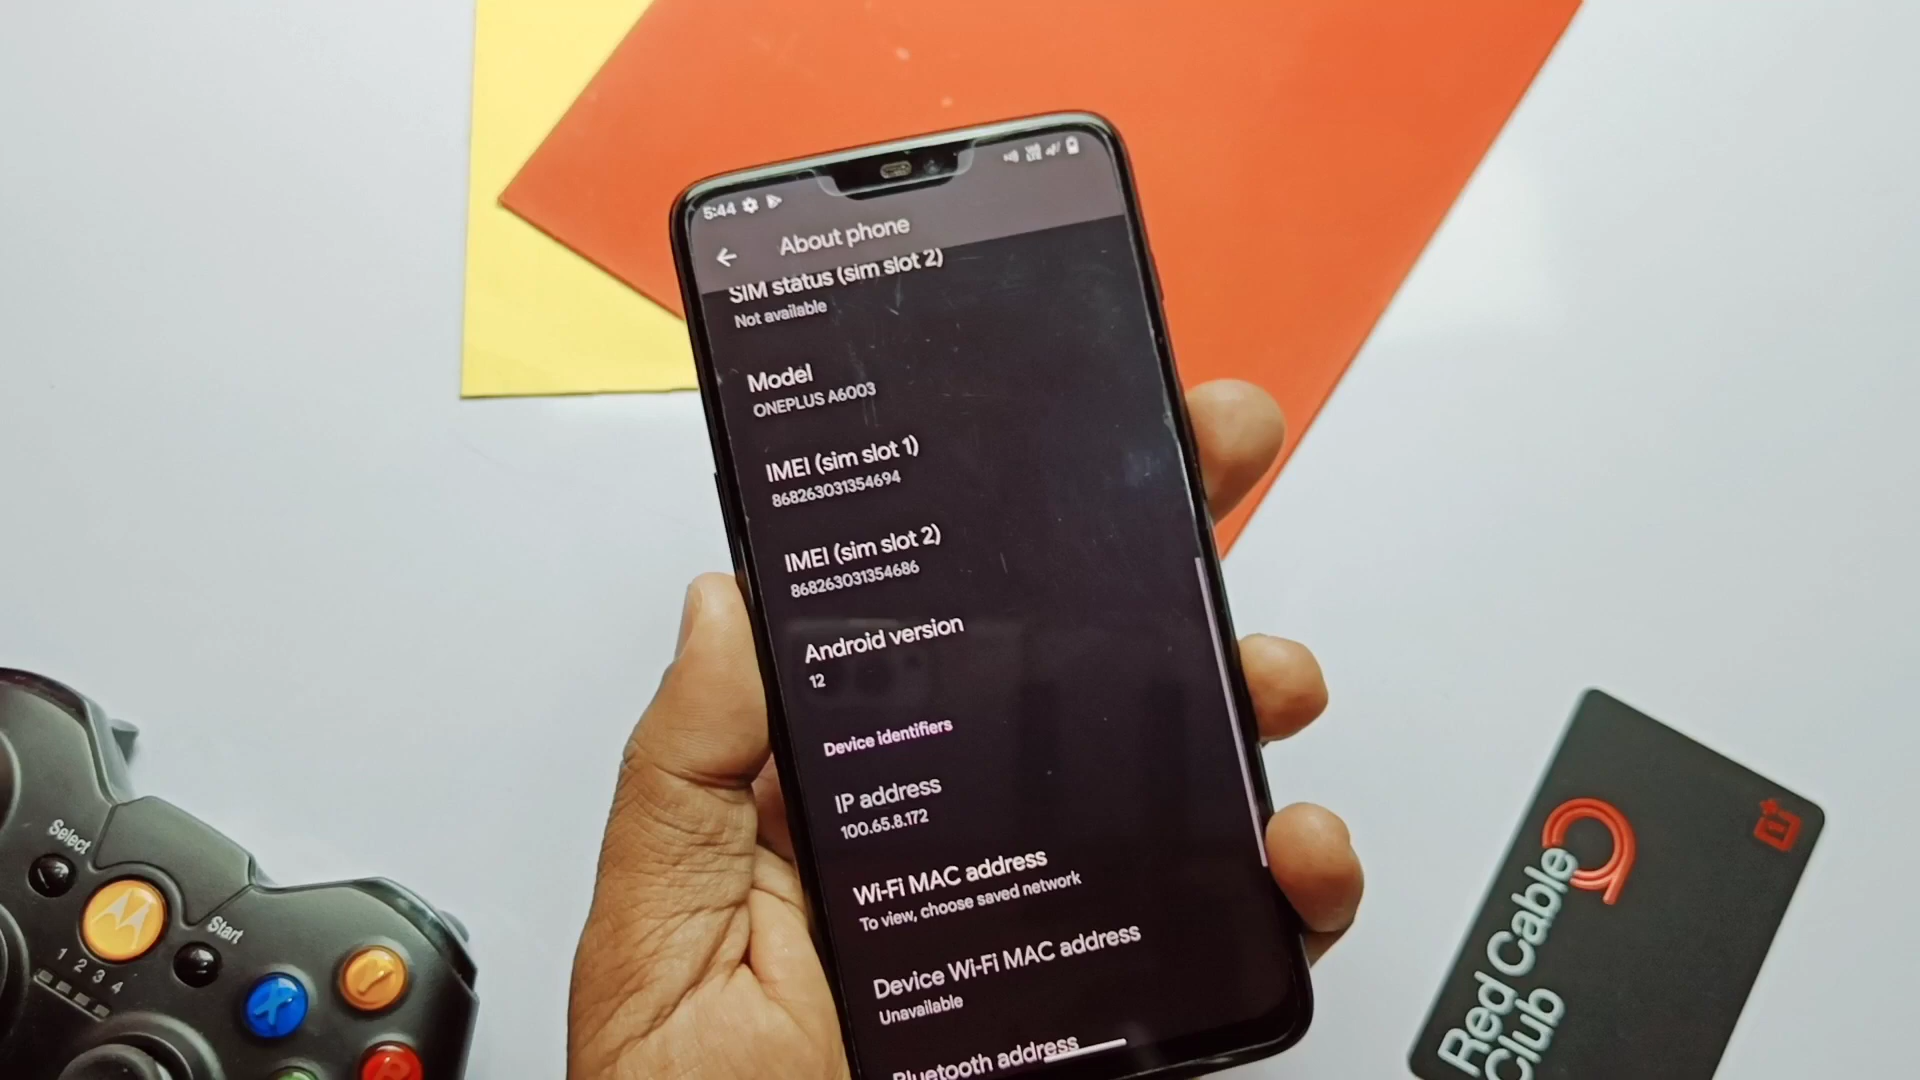 5:44
About phone
SIM status (sim slot 2)
Not available
Model
ONEPLUS A6003
IMEI (sim slot 1)
868263031354694
IMEI (sim slot 2)
868263031354686
Android version
12
Device identifiers
IP address
100.65.8.172
Wi-Fi MAC address
To view, choose saved network
Device Wi-Fi MAC address
Unavailable
Bluetooth address
Select
Start
1 2 3 4
X
Y
Red Cable
Club